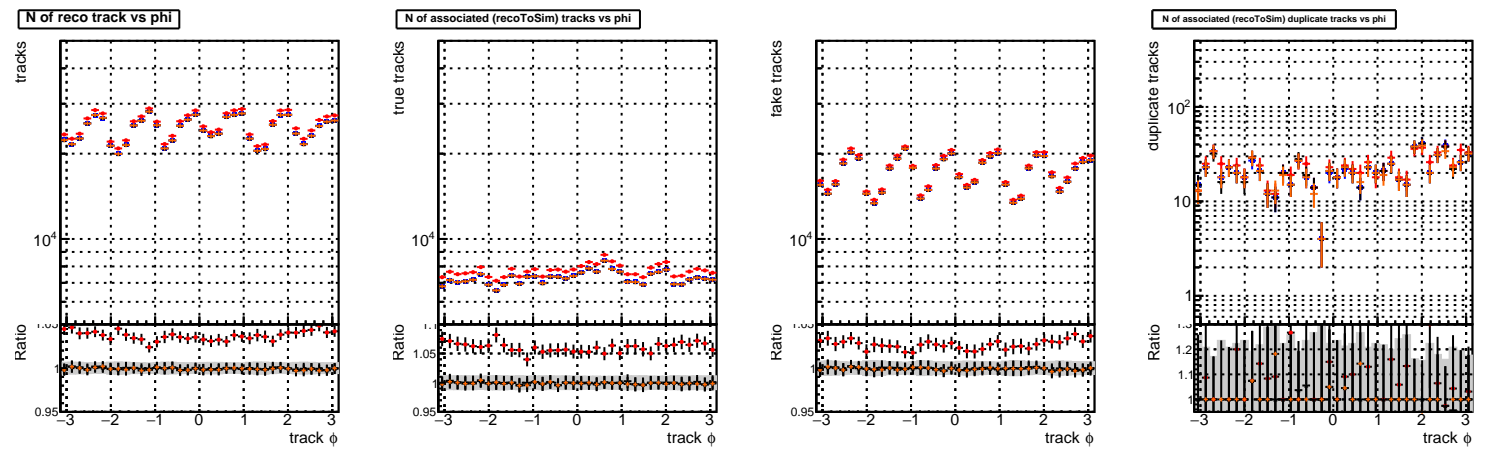 N of reco track vs phi
tracks
10⁴
Ratio
1
0.95
−3 −2 −1 0 1 2 3
track ϕ
N of associated (recoToSim) tracks vs phi
true tracks
10⁴
Ratio
1.1
1.05
1
0.95
−3 −2 −1 0 1 2 3
track ϕ
fake tracks
10⁴
Ratio
1
0.95
−3 −2 −1 0 1 2 3
track ϕ
N of associated (recoToSim) duplicate tracks vs phi
duplicate tracks
10²
10
1
Ratio
1.3
1.2
1.1
1
−3 −2 −1 0 1 2 3
track ϕ